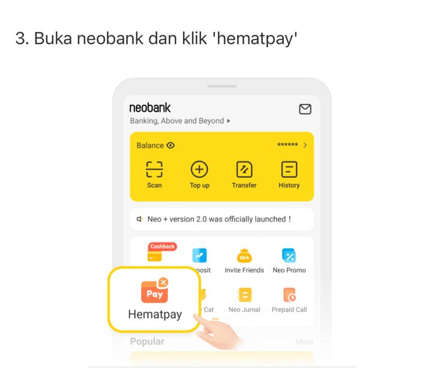 3. Buka neobank dan klik 'hematpay'
neobank
Banking, Above and Beyond
Balance ******
Scan Top up Transfer History
Neo + version 2.0 was officially launched !
Cashback
posit Invite Friends Neo Promo
Pay
Hematpay
Cat Neo Jurnal Prepaid Call
Popular More